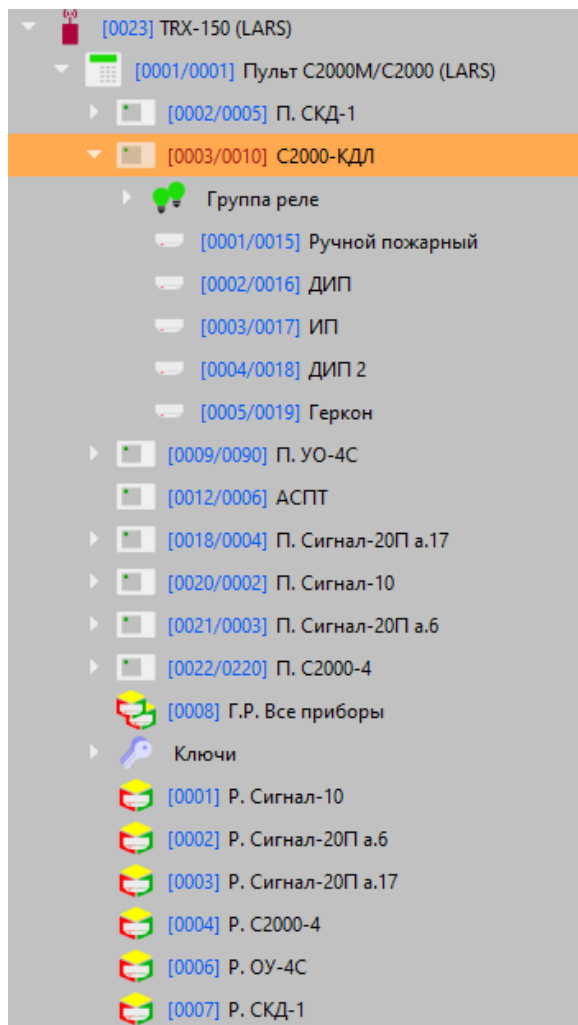 [0023] TRX-150 (LARS)
[0001/0001] Пульт С2000М/С2000 (LARS)
[0002/0005] П. СКД-1
[0003/0010] С2000-КДЛ
Группа реле
[0001/0015] Ручной пожарный
[0002/0016] ДИП
[0003/0017] ИП
[0004/0018] ДИП 2
[0005/0019] Геркон
[0009/0090] П. УО-4С
[0012/0006] АСПТ
[0018/0004] П. Сигнал-20П а.17
[0020/0002] П. Сигнал-10
[0021/0003] П. Сигнал-20П а.6
[0022/0220] П. С2000-4
[0008] Г.Р. Все приборы
Ключи
[0001] Р. Сигнал-10
[0002] Р. Сигнал-20П а.6
[0003] Р. Сигнал-20П а.17
[0004] Р. С2000-4
[0006] Р. ОУ-4С
[0007] Р. СКД-1